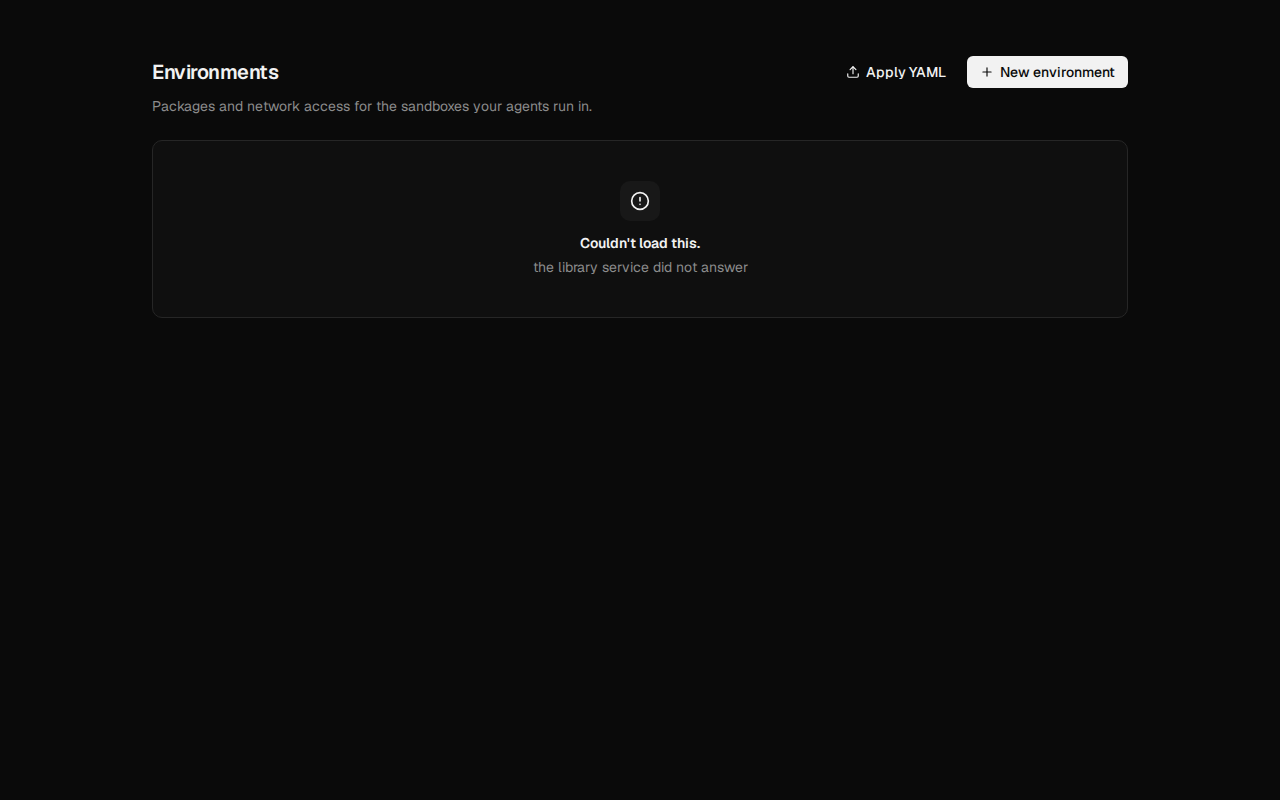 Environments
Apply YAML
New environment
Packages and network access for the sandboxes your agents run in.
Couldn't load this.
the library service did not answer